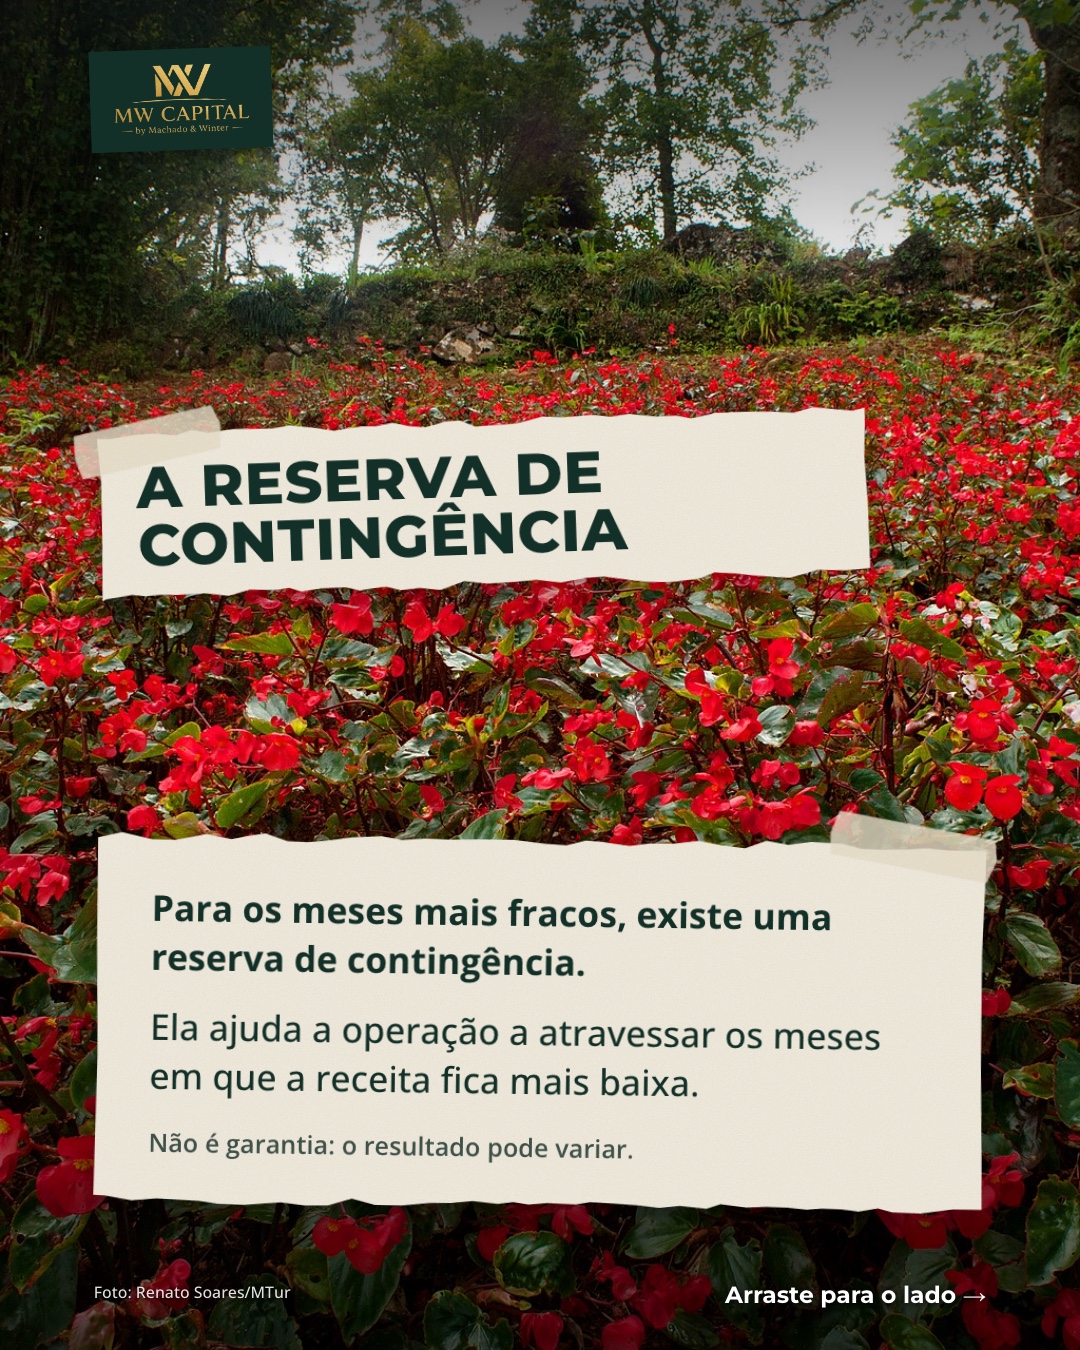 MW CAPITAL
by Machado & Winter
A RESERVA DE
CONTINGÊNCIA
Para os meses mais fracos, existe uma
reserva de contingência.
Ela ajuda a operação a atravessar os meses
em que a receita fica mais baixa.
Não é garantia: o resultado pode variar.
Foto: Renato Soares/MTur
Arraste para o lado →